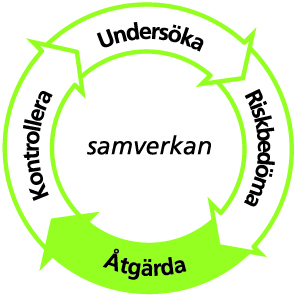 Undersöka
Riskbedöma
Åtgärda
Kontrollera
samverkan